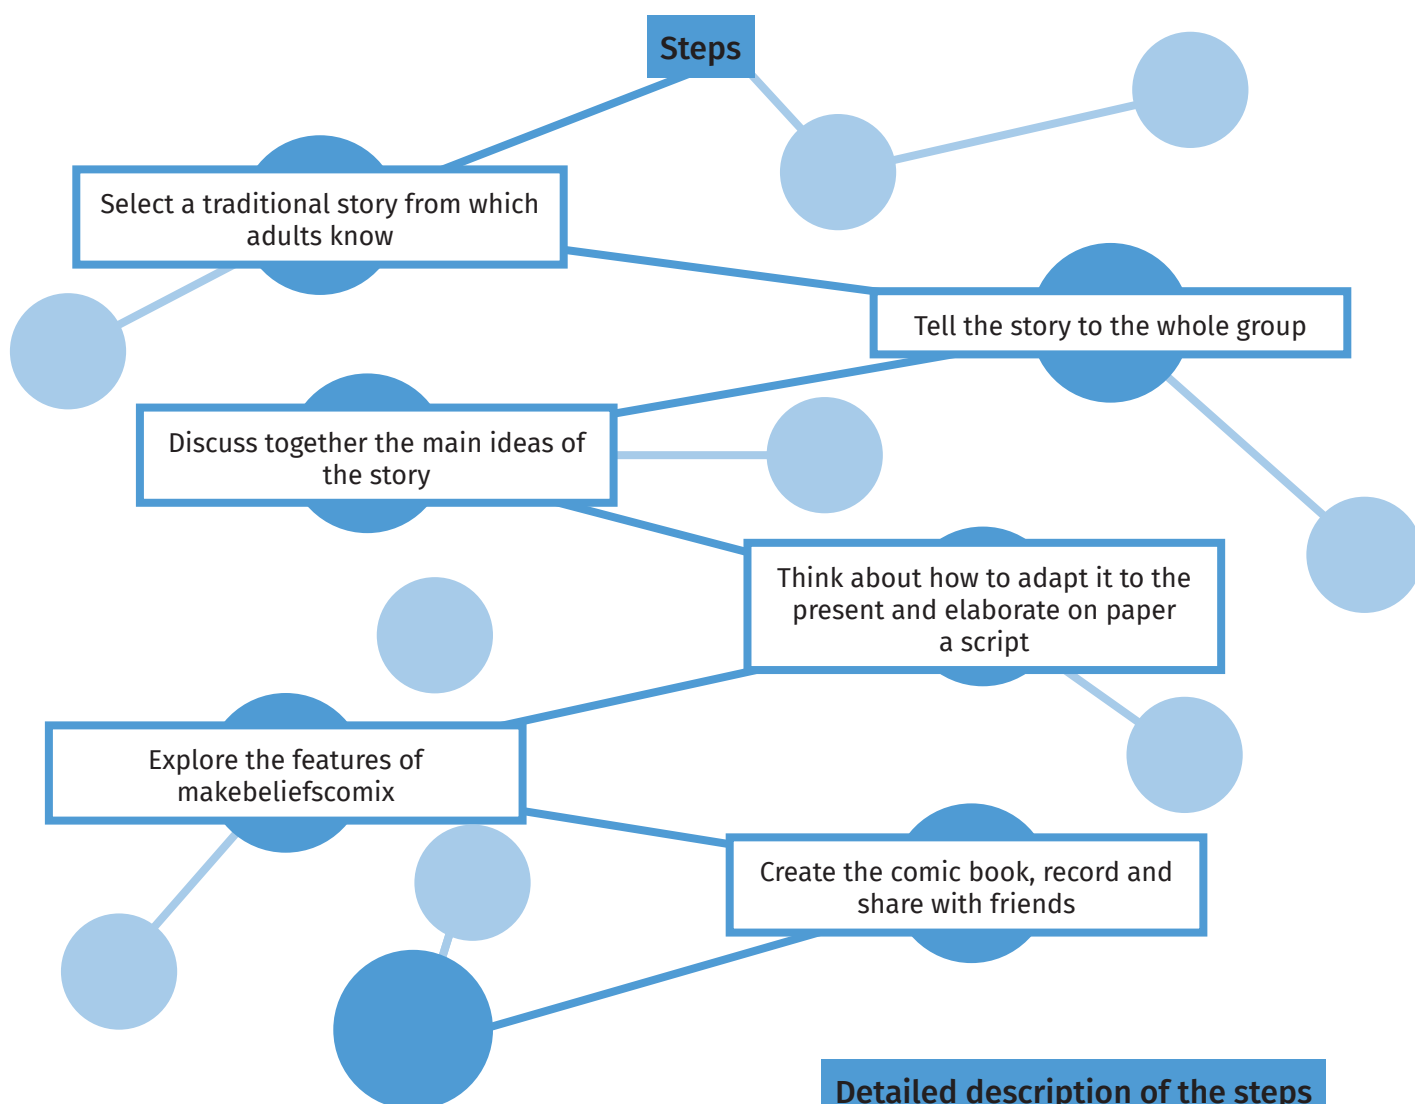 Steps
Select a traditional story from which
adults know
Tell the story to the whole group
Discuss together the main ideas of
the story
Think about how to adapt it to the
present and elaborate on paper
a script
Explore the features of
makebeliefscomix
Create the comic book, record and
share with friends
Detailed description of the steps